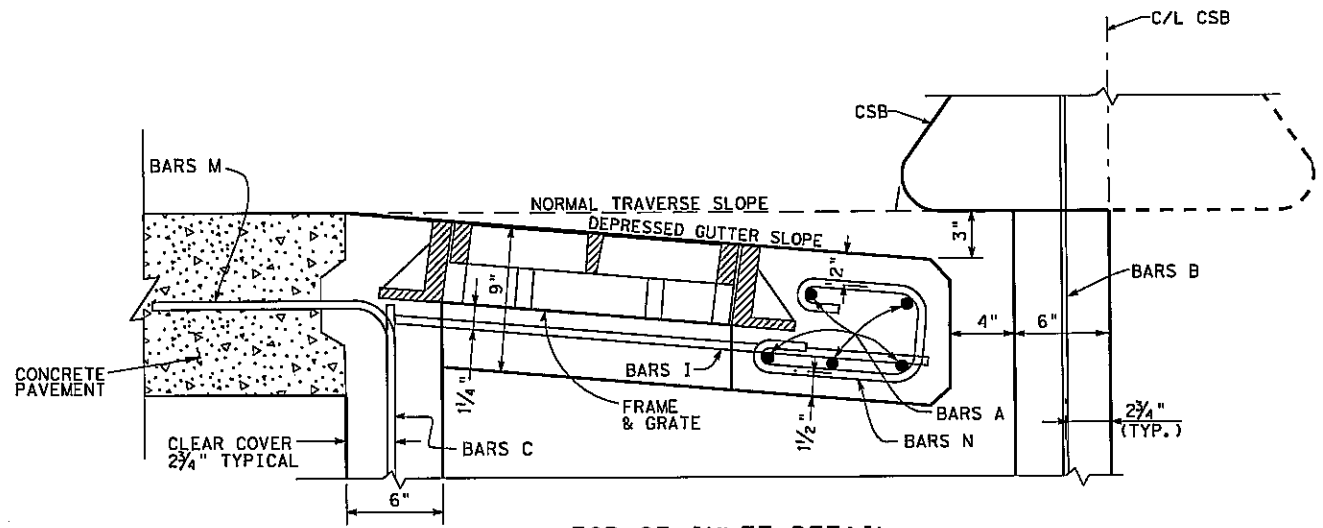 C/L CSB
CSB
BARS M
NORMAL TRAVERSE SLOPE
DEPRESSED GUTTER SLOPE
3"
2"
9"
BARS B
4"
6"
CONCRETE
PAVEMENT
BARS I
1¼"
FRAME
& GRATE
1½"
BARS A
BARS N
2¾"
(TYP.)
CLEAR COVER
2¾" TYPICAL
BARS C
6"